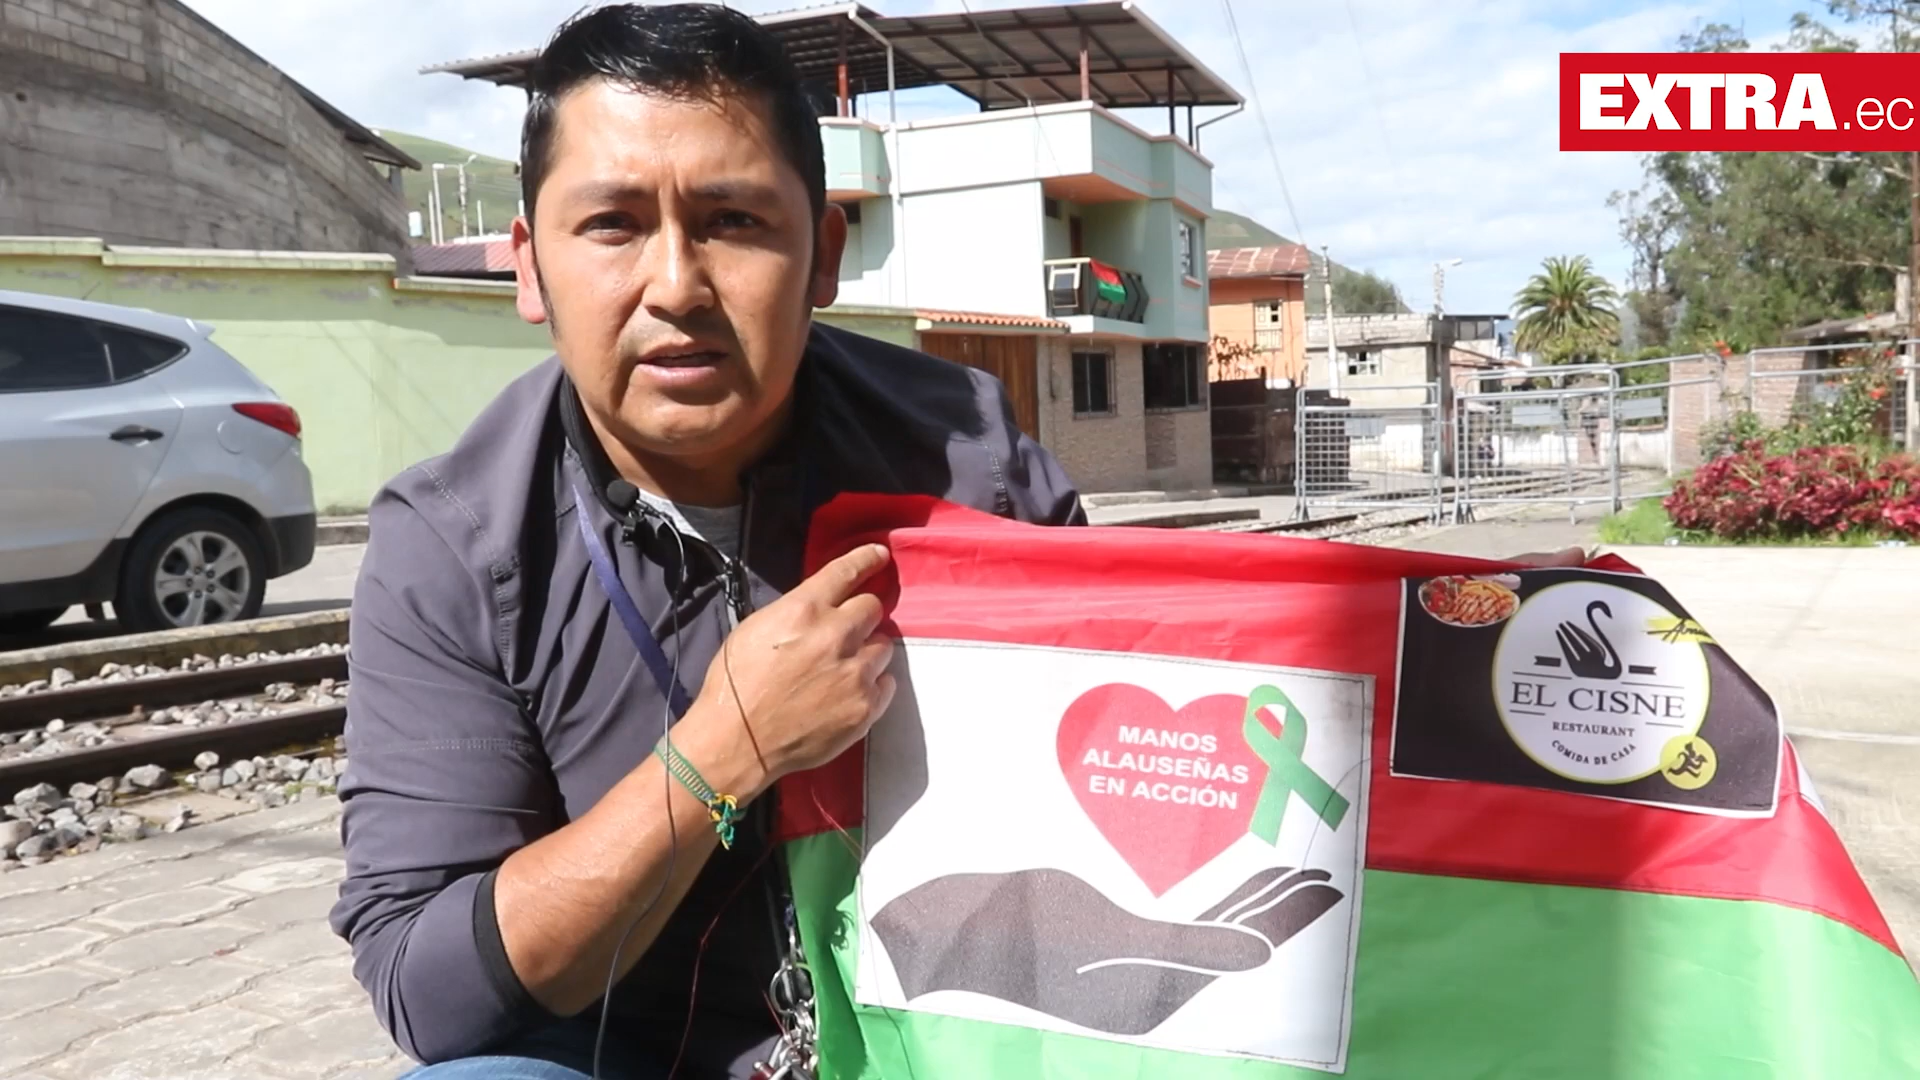 EXTRA.ec
MANOS
ALAUSEÑAS
EN ACCIÓN
EL CISNE
RESTAURANT
COMIDA DE CASA